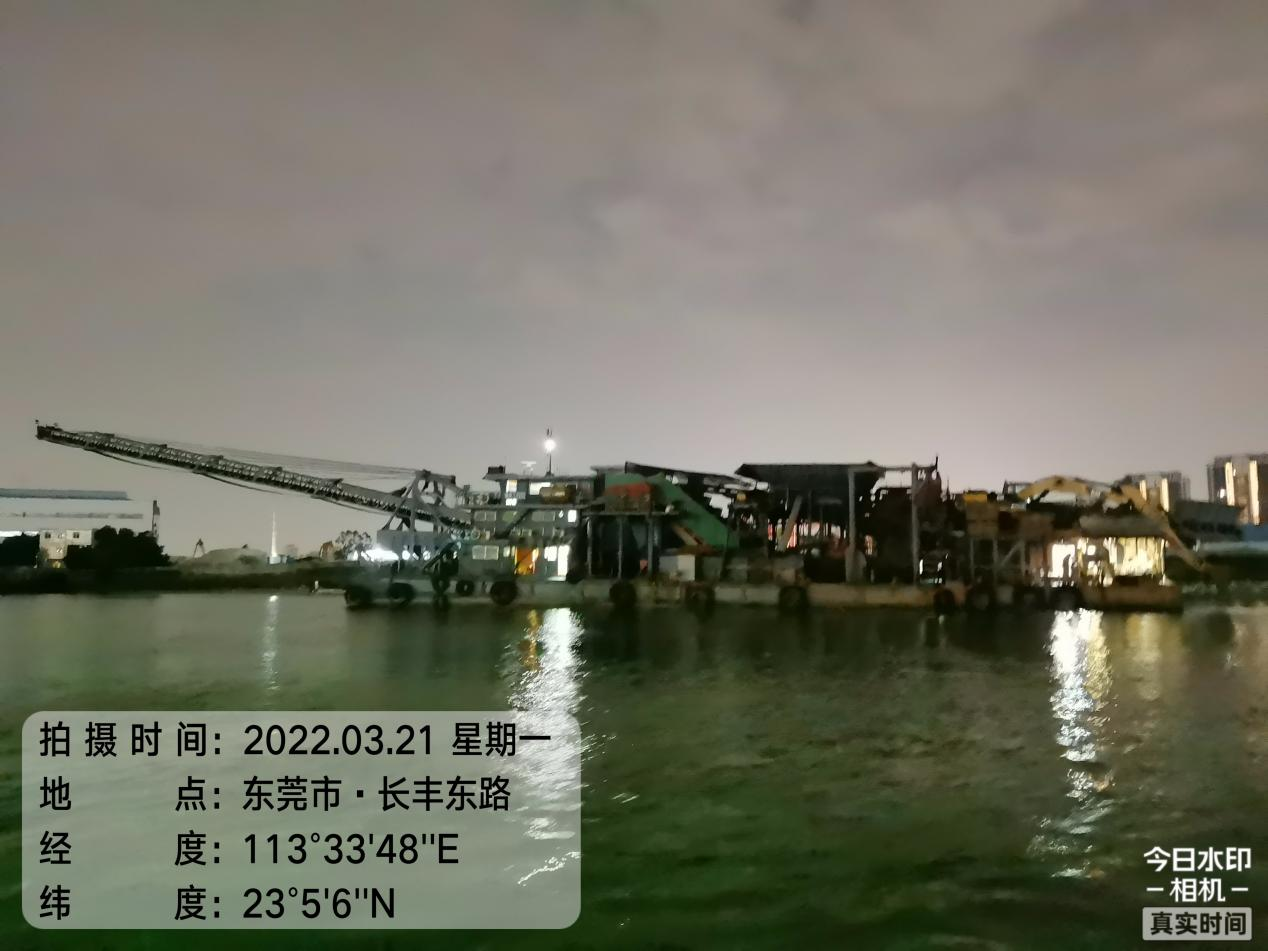 拍摄时间：2022.03.21 星期一
地点：东莞市·长丰东路
经度：113°33'48"E
纬度：23°5'6"N
今日水印
-相机-
真实时间